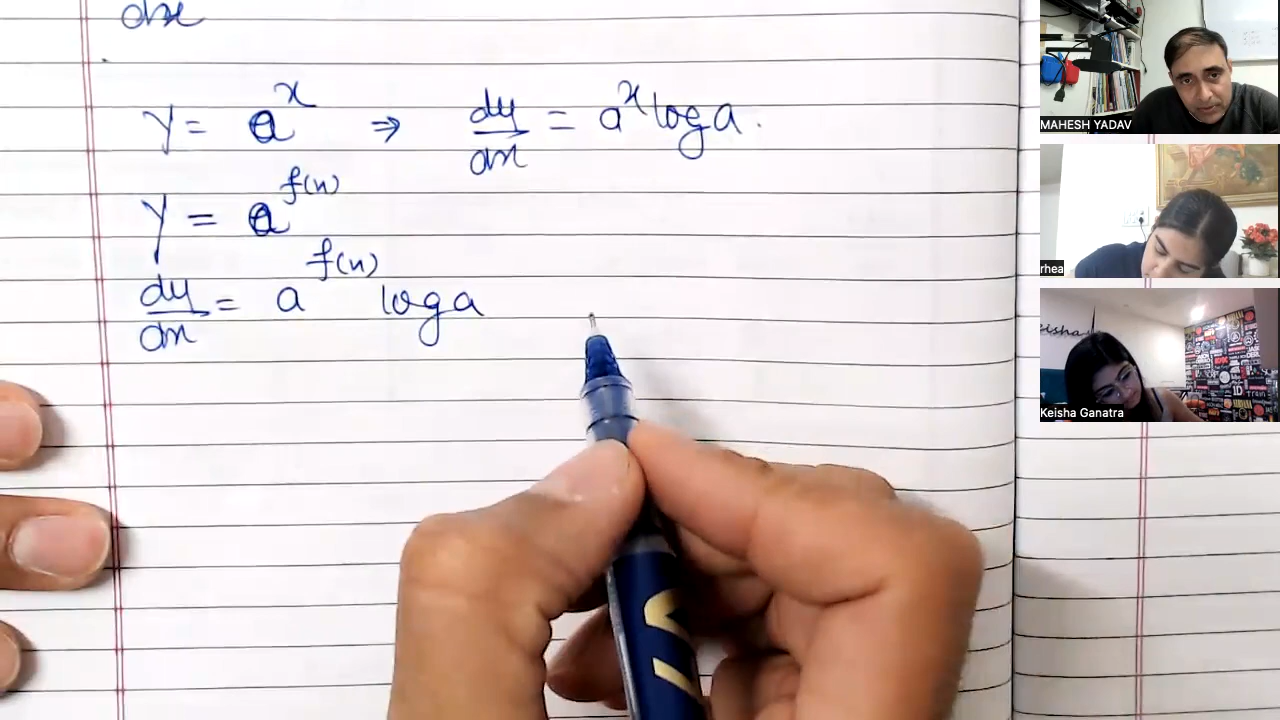 dx
y = a^x ⇒ dy/dx = a^x log a.
y = a^f(x)
dy/dx = a^f(x) log a
MAHESH YADAV
rhea
Keisha Ganatra